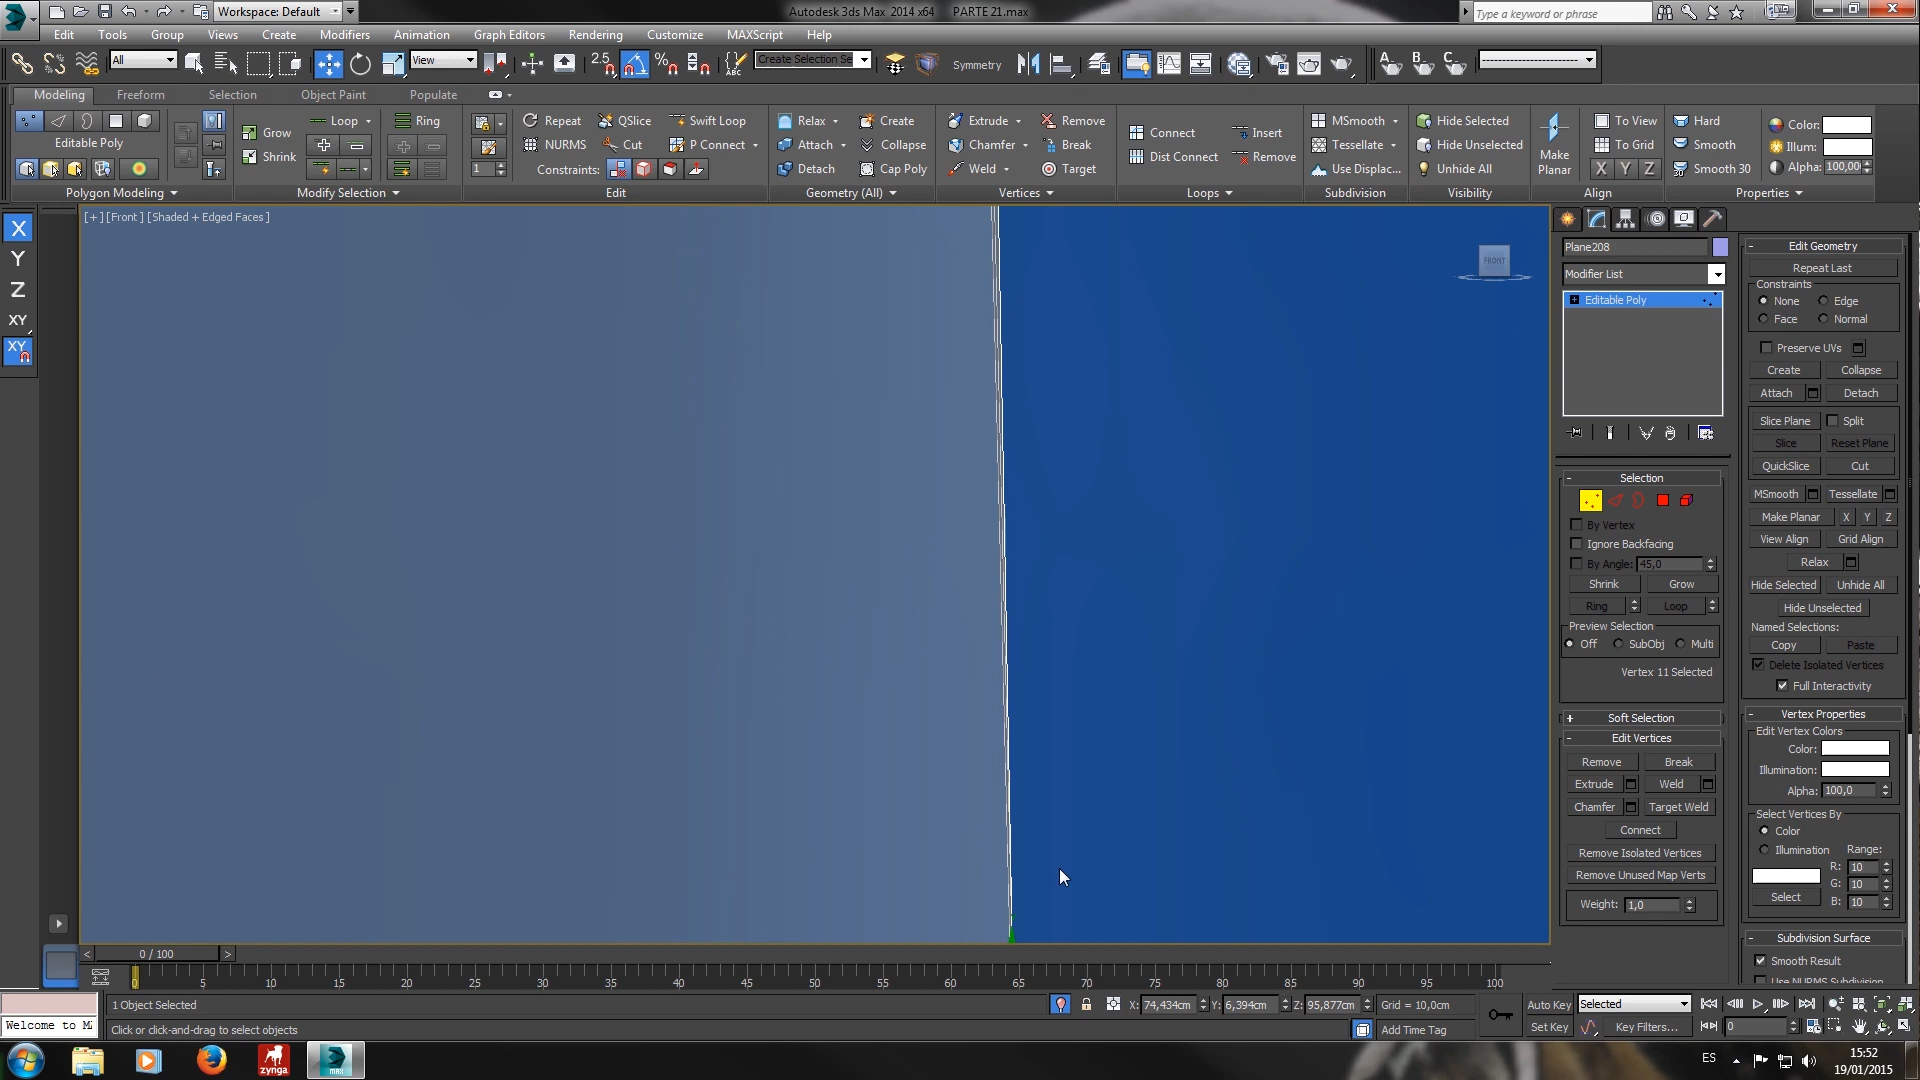 Workspace: Default
Autodesk 3ds Max 2014 x64 PARTE 21.max
Type a keyword or phrase
Edit Tools Group Views Create Modifiers Animation Graph Editors Rendering Customize MAXScript Help
All View 2.5 Create Selection Se Symmetry
Modeling Freeform Selection Object Paint Populate
Loop Ring Repeat QSlice Swift Loop Relax Create Extrude Remove Connect Insert MSmooth Hide Selected To View Hard Color:
Editable Poly Grow NURMS Cut P Connect Attach Collapse Chamfer Break Dist Connect Remove Tessellate Hide Unselected To Grid Smooth Illum:
Shrink 1 Constraints: Detach Cap Poly Weld Target Use Displac... Unhide All Make Planar X Y Z Smooth 30 Alpha: 100,00
Polygon Modeling Modify Selection Edit Geometry (All) Vertices Loops Subdivision Visibility Align Properties
X
Y
Z
XY
XY
[+] [Front ] [Shaded + Edged Faces ]
FRONT
Plane208
Modifier List
Editable Poly
Selection
By Vertex
Ignore Backfacing
By Angle: 45,0
Shrink Grow
Ring Loop
Preview Selection
Off SubObj Multi
Vertex 11 Selected
Soft Selection
Edit Vertices
Remove Break
Extrude Weld
Chamfer Target Weld
Connect
Remove Isolated Vertices
Remove Unused Map Verts
Weight: 1,0
Edit Geometry
Repeat Last
Constraints
None Edge
Face Normal
Preserve UVs
Create Collapse
Attach Detach
Slice Plane Split
Slice Reset Plane
QuickSlice Cut
MSmooth Tessellate
Make Planar X Y Z
View Align Grid Align
Relax
Hide Selected Unhide All
Hide Unselected
Named Selections:
Copy Paste
Delete Isolated Vertices
Full Interactivity
Vertex Properties
Edit Vertex Colors
Color:
Illumination:
Alpha: 100,0
Select Vertices By
Color
Illumination Range:
R: 10
G: 10
Select B: 10
Subdivision Surface
Smooth Result
Use NURMS Subdivision
< 0 / 100 >
0 5 10 15 20 25 30 35 40 45 50 55 60 65 70 75 80 85 90 95 100
1 Object Selected X: 74,434cm Y: 6,394cm Z: 95,877cm Grid = 10,0cm Auto Key Selected
Welcome to MA Click or click-and-drag to select objects Add Time Tag Set Key Key Filters... 0
zynga MAX ES 15:52
19/01/2015